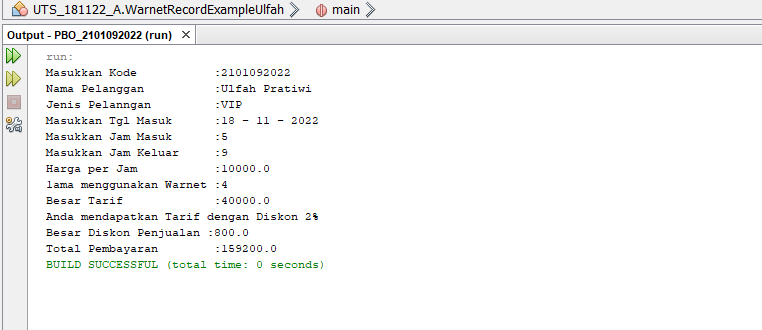 UTS_181122_A.WarnetRecordExampleUlfah main
Output - PBO_2101092022 (run) ×
run:
Masukkan Kode :2101092022
Nama Pelanggan :Ulfah Pratiwi
Jenis Pelanngan :VIP
Masukkan Tgl Masuk :18 - 11 - 2022
Masukkan Jam Masuk :5
Masukkan Jam Keluar :9
Harga per Jam :10000.0
lama menggunakan Warnet :4
Besar Tarif :40000.0
Anda mendapatkan Tarif dengan Diskon 2%
Besar Diskon Penjualan :800.0
Total Pembayaran :159200.0
BUILD SUCCESSFUL (total time: 0 seconds)